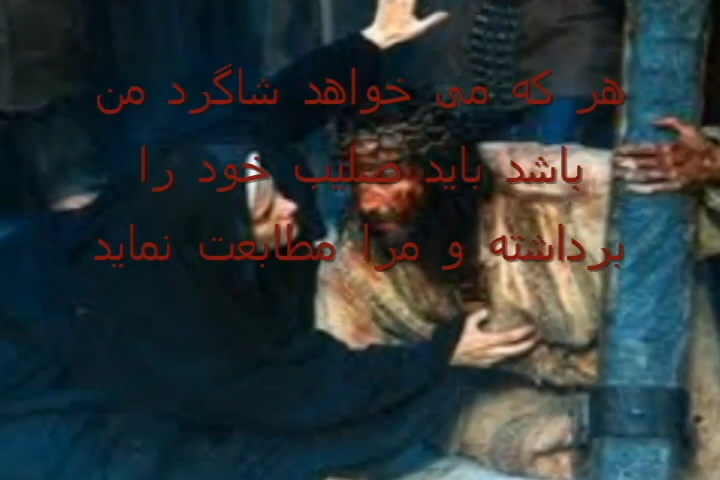 هر که می خواهد شاگرد من
باشد باید صلیب خود را
برداشته و مرا مطابعت نماید